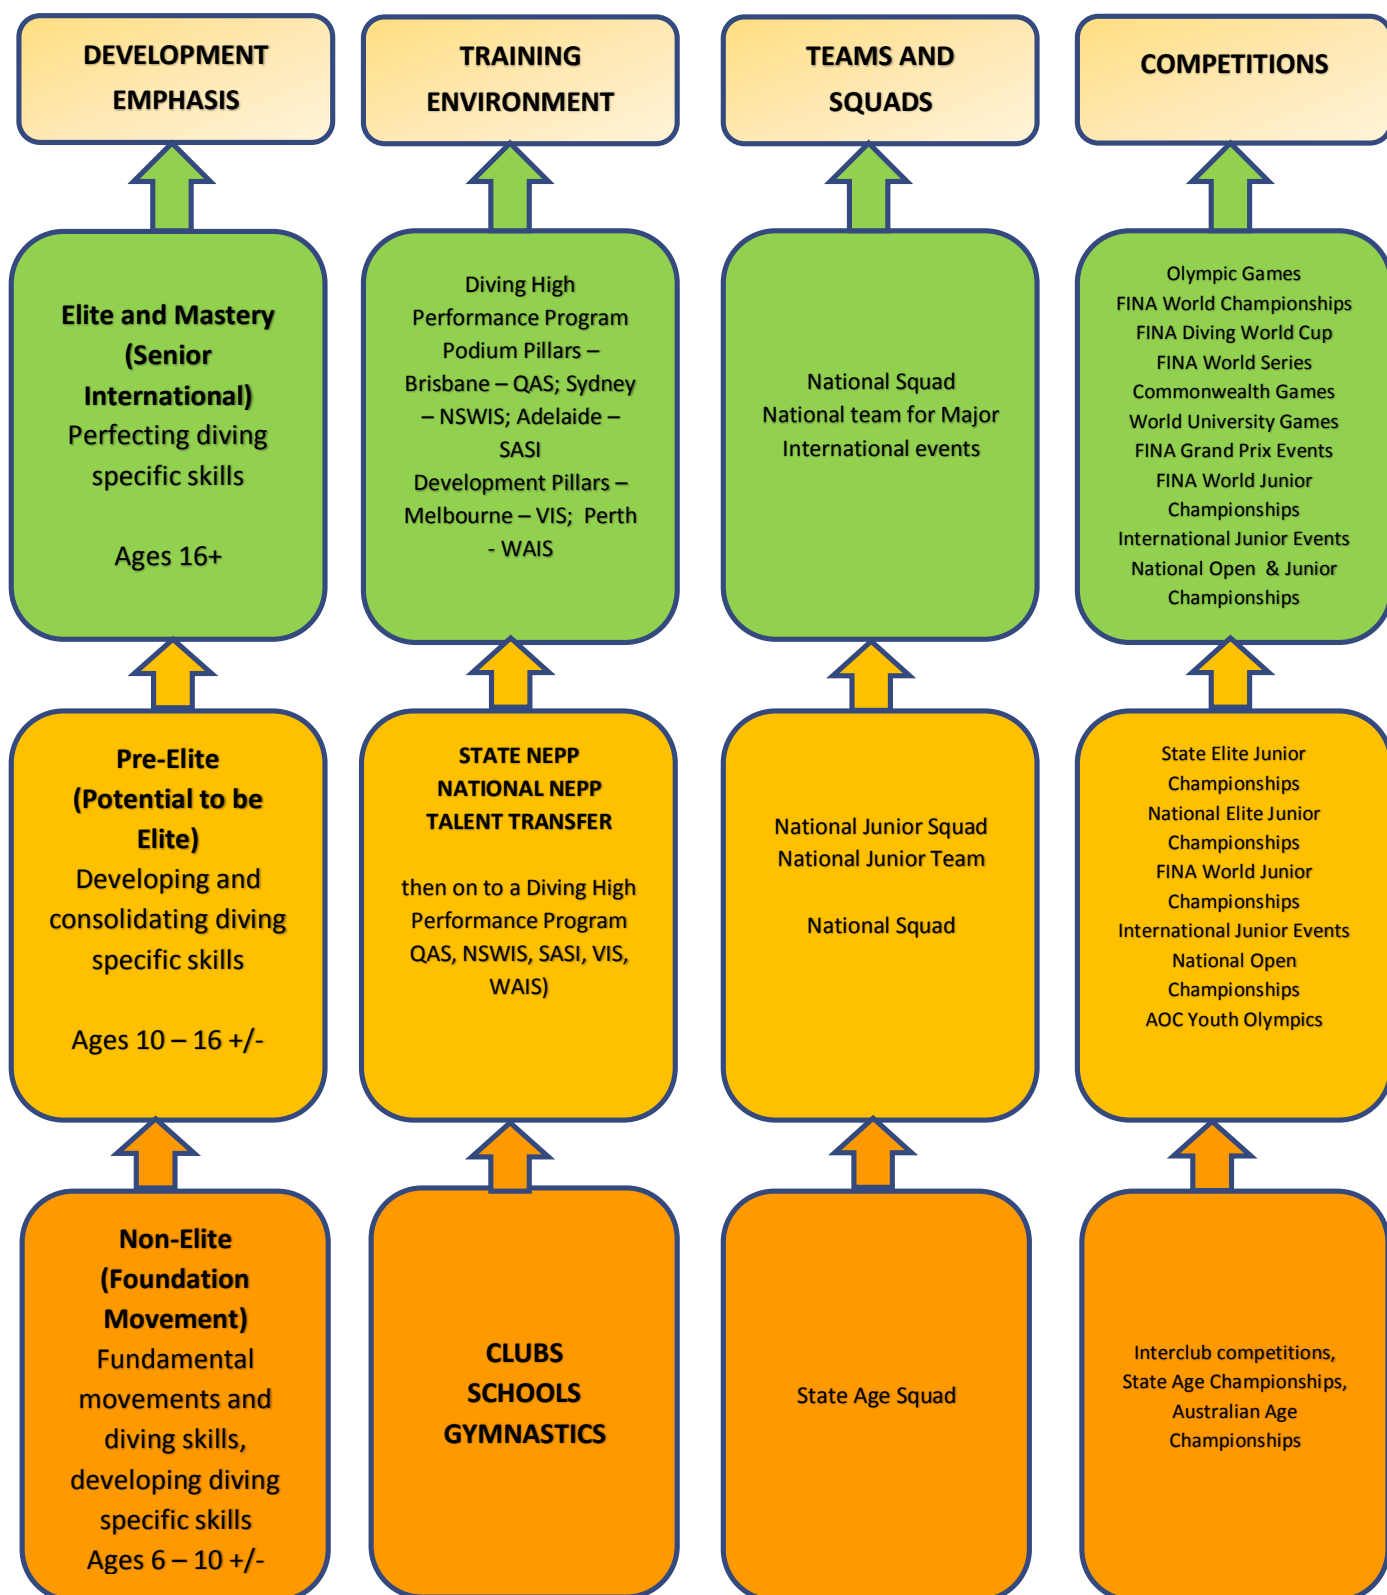 DEVELOPMENT
EMPHASIS
TRAINING
ENVIRONMENT
TEAMS AND
SQUADS
COMPETITIONS
Elite and Mastery
(Senior
International)
Perfecting diving
specific skills
Ages 16+
Diving High
Performance Program
Podium Pillars –
Brisbane – QAS; Sydney
– NSWIS; Adelaide –
SASI
Development Pillars –
Melbourne – VIS;  Perth
- WAIS
National Squad
National team for Major
International events
Olympic Games
FINA World Championships
FINA Diving World Cup
FINA World Series
Commonwealth Games
World University Games
FINA Grand Prix Events
FINA World Junior
Championships
International Junior Events
National Open  & Junior
Championships
Pre-Elite
(Potential to be
Elite)
Developing and
consolidating diving
specific skills
Ages 10 – 16 +/-
STATE NEPP
NATIONAL NEPP
TALENT TRANSFER
then on to a Diving High
Performance Program
QAS, NSWIS, SASI, VIS,
WAIS)
National Junior Squad
National Junior Team
National Squad
State Elite Junior
Championships
National Elite Junior
Championships
FINA World Junior
Championships
International Junior Events
National Open
Championships
AOC Youth Olympics
Non-Elite
(Foundation
Movement)
Fundamental
movements and
diving skills,
developing diving
specific skills
Ages 6 – 10 +/-
CLUBS
SCHOOLS
GYMNASTICS
State Age Squad
Interclub competitions,
State Age Championships,
Australian Age
Championships